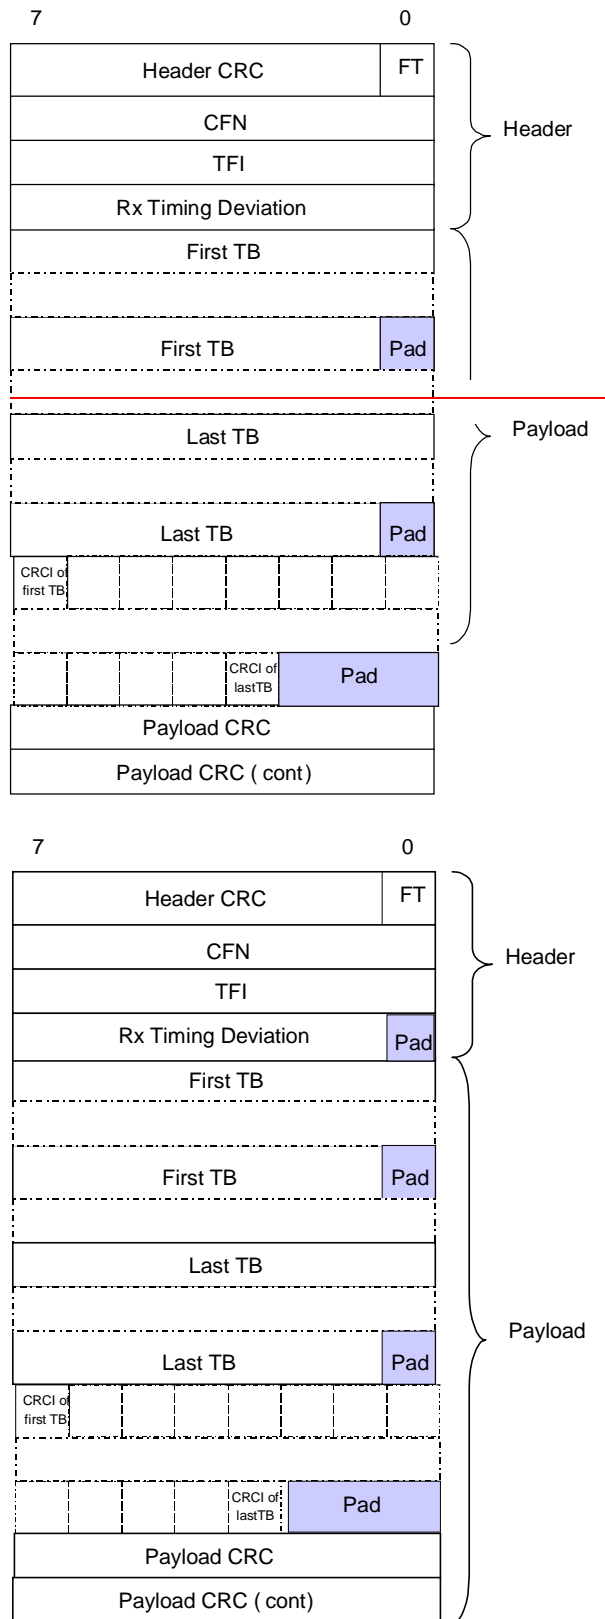 7 0
Header CRC FT
CFN
Header
TFI
Rx Timing Deviation
First TB
First TB Pad
Last TB
Payload
Last TB Pad
CRCI of
first TB
CRCI of
lastTB
Pad
Payload CRC
Payload CRC ( cont)
7 0
Header CRC FT
CFN
Header
TFI
Rx Timing Deviation Pad
First TB
First TB Pad
Last TB
Payload
Last TB Pad
CRCI of
first TB
CRCI of
lastTB
Pad
Payload CRC
Payload CRC ( cont)